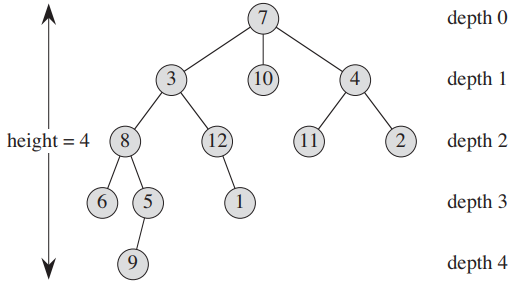 7 depth 0
3 10 4 depth 1
height = 4 8 12 11 2 depth 2
6 5 1 depth 3
9 depth 4